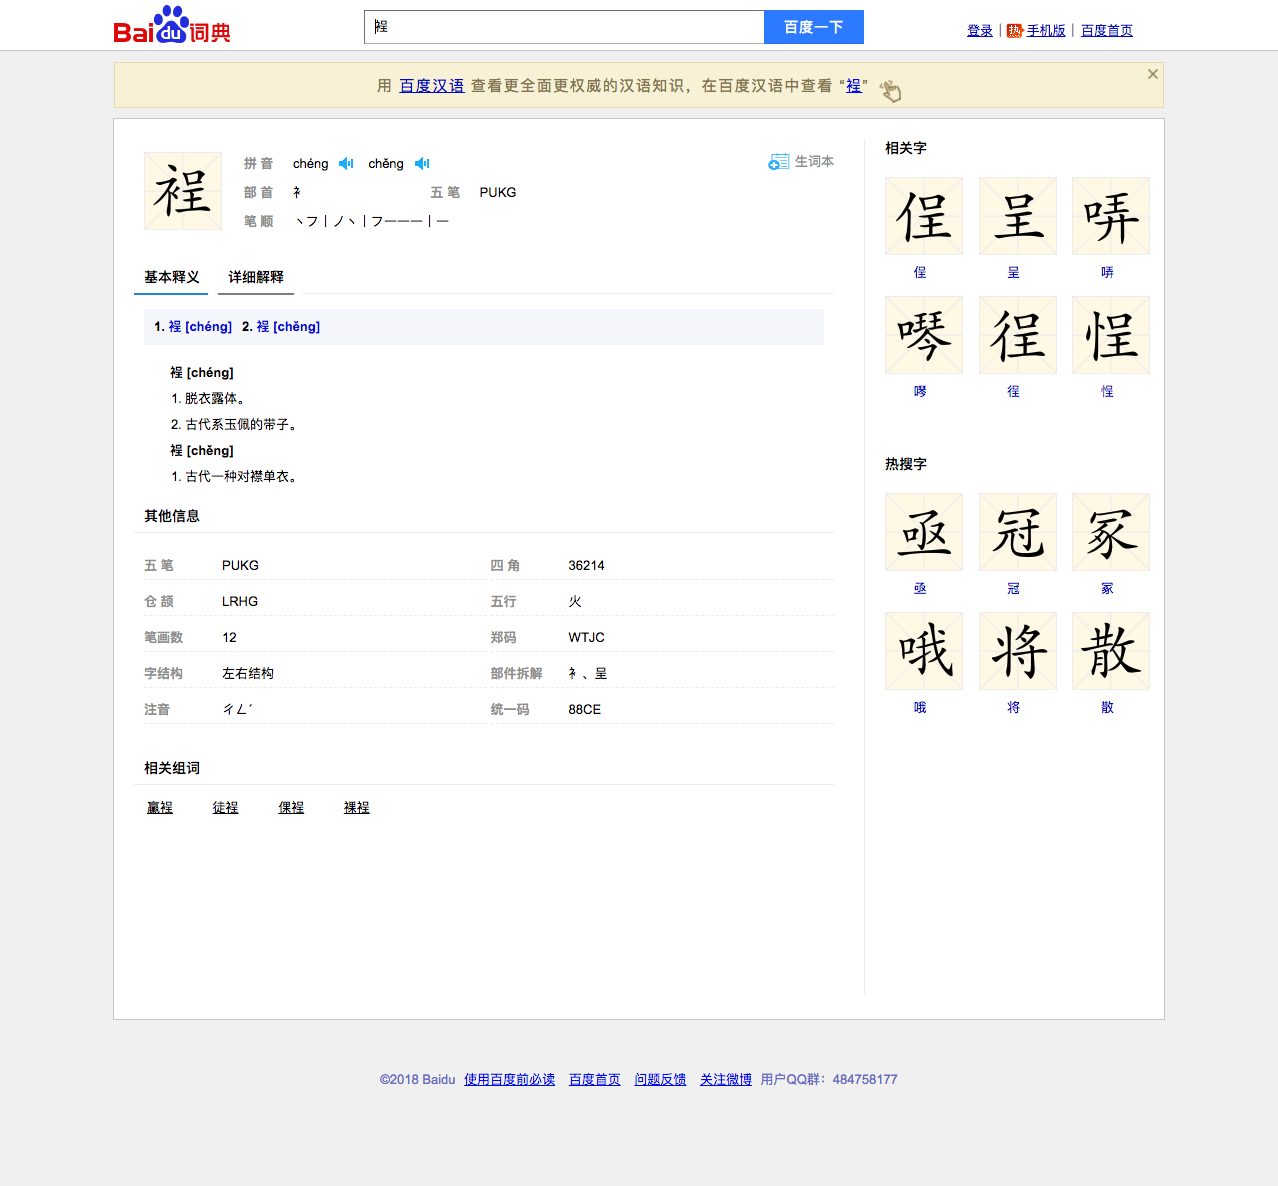 Baidu词典 裎 百度一下 登录 | 热 手机版 | 百度首页
用 百度汉语 查看更全面更权威的汉语知识，在百度汉语中查看 “裎”
裎
拼 音 chéng chěng 生词本
部 首 衤 五 笔 PUKG
笔 顺 丶フ丨ノ丶丨フ一一一丨一
基本释义 详细解释
1. 裎 [chéng] 2. 裎 [chěng]
裎 [chéng]
1. 脱衣露体。
2. 古代系玉佩的带子。
裎 [chěng]
1. 古代一种对襟单衣。
其他信息
五 笔 PUKG 四 角 36214
仓 颉 LRHG 五行 火
笔画数 12 郑码 WTJC
字结构 左右结构 部件拆解 衤、呈
注音 ㄔㄥˊ 统一码 88CE
相关组词
臝裎 徒裎 倮裎 裸裎
相关字
侱 呈 哢
侱 呈 哢
噖 徎 悜
噖 徎 悜
热搜字
亟 冠 冢
亟 冠 冢
哦 将 散
哦 将 散
©2018 Baidu 使用百度前必读 百度首页 问题反馈 关注微博 用户QQ群：484758177